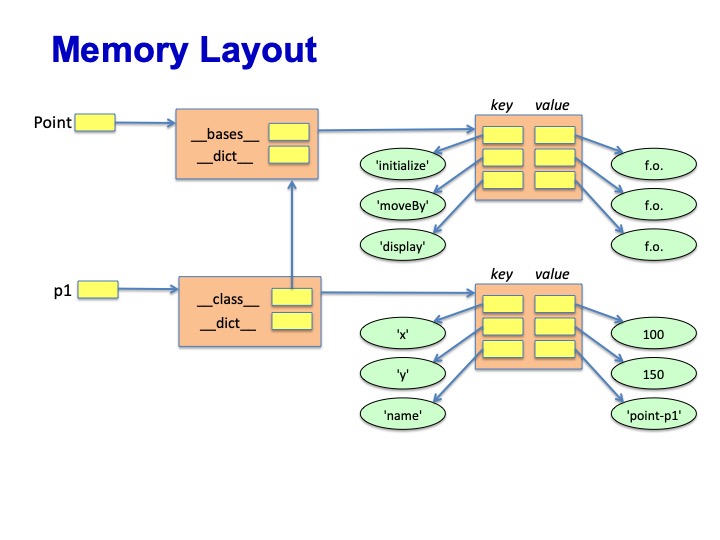 Memory Layout
key value
Point
__bases__
__dict__
'initialize'
f.o.
'moveBy'
f.o.
'display'
f.o.
key value
p1
__class__
__dict__
'x'
100
'y'
150
'name'
'point-p1'